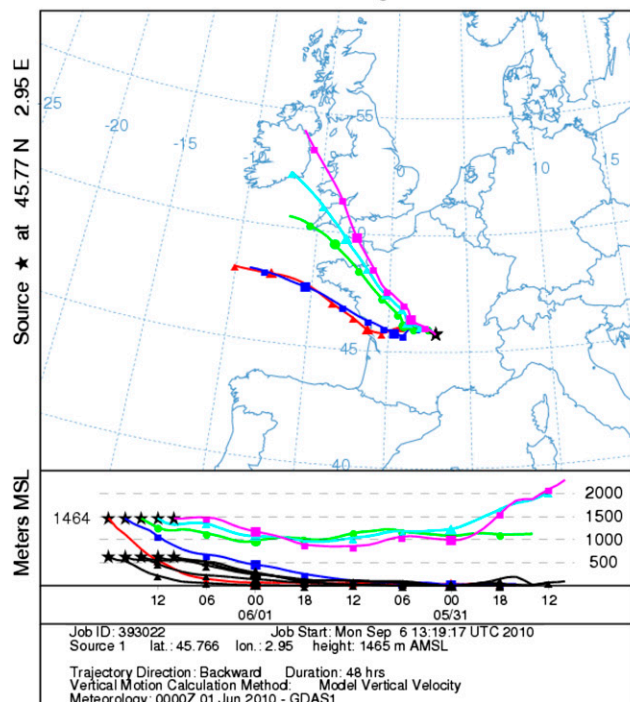 Source ★ at 45.77 N 2.95 E
-25
-20
-15
-10
55
10
15
50
5
0
5
45
40
Meters MSL
1464
2000
1500
1000
500
12 06 00 18 12 06 00 18 12
06/01 05/31
Job ID: 393022 Job Start: Mon Sep 6 13:19:17 UTC 2010
Source 1 lat.: 45.766 lon.: 2.95 height: 1465 m AMSL
Trajectory Direction: Backward Duration: 48 hrs
Vertical Motion Calculation Method: Model Vertical Velocity
Meteorology: 0000Z 01 Jun 2010 - GDAS1